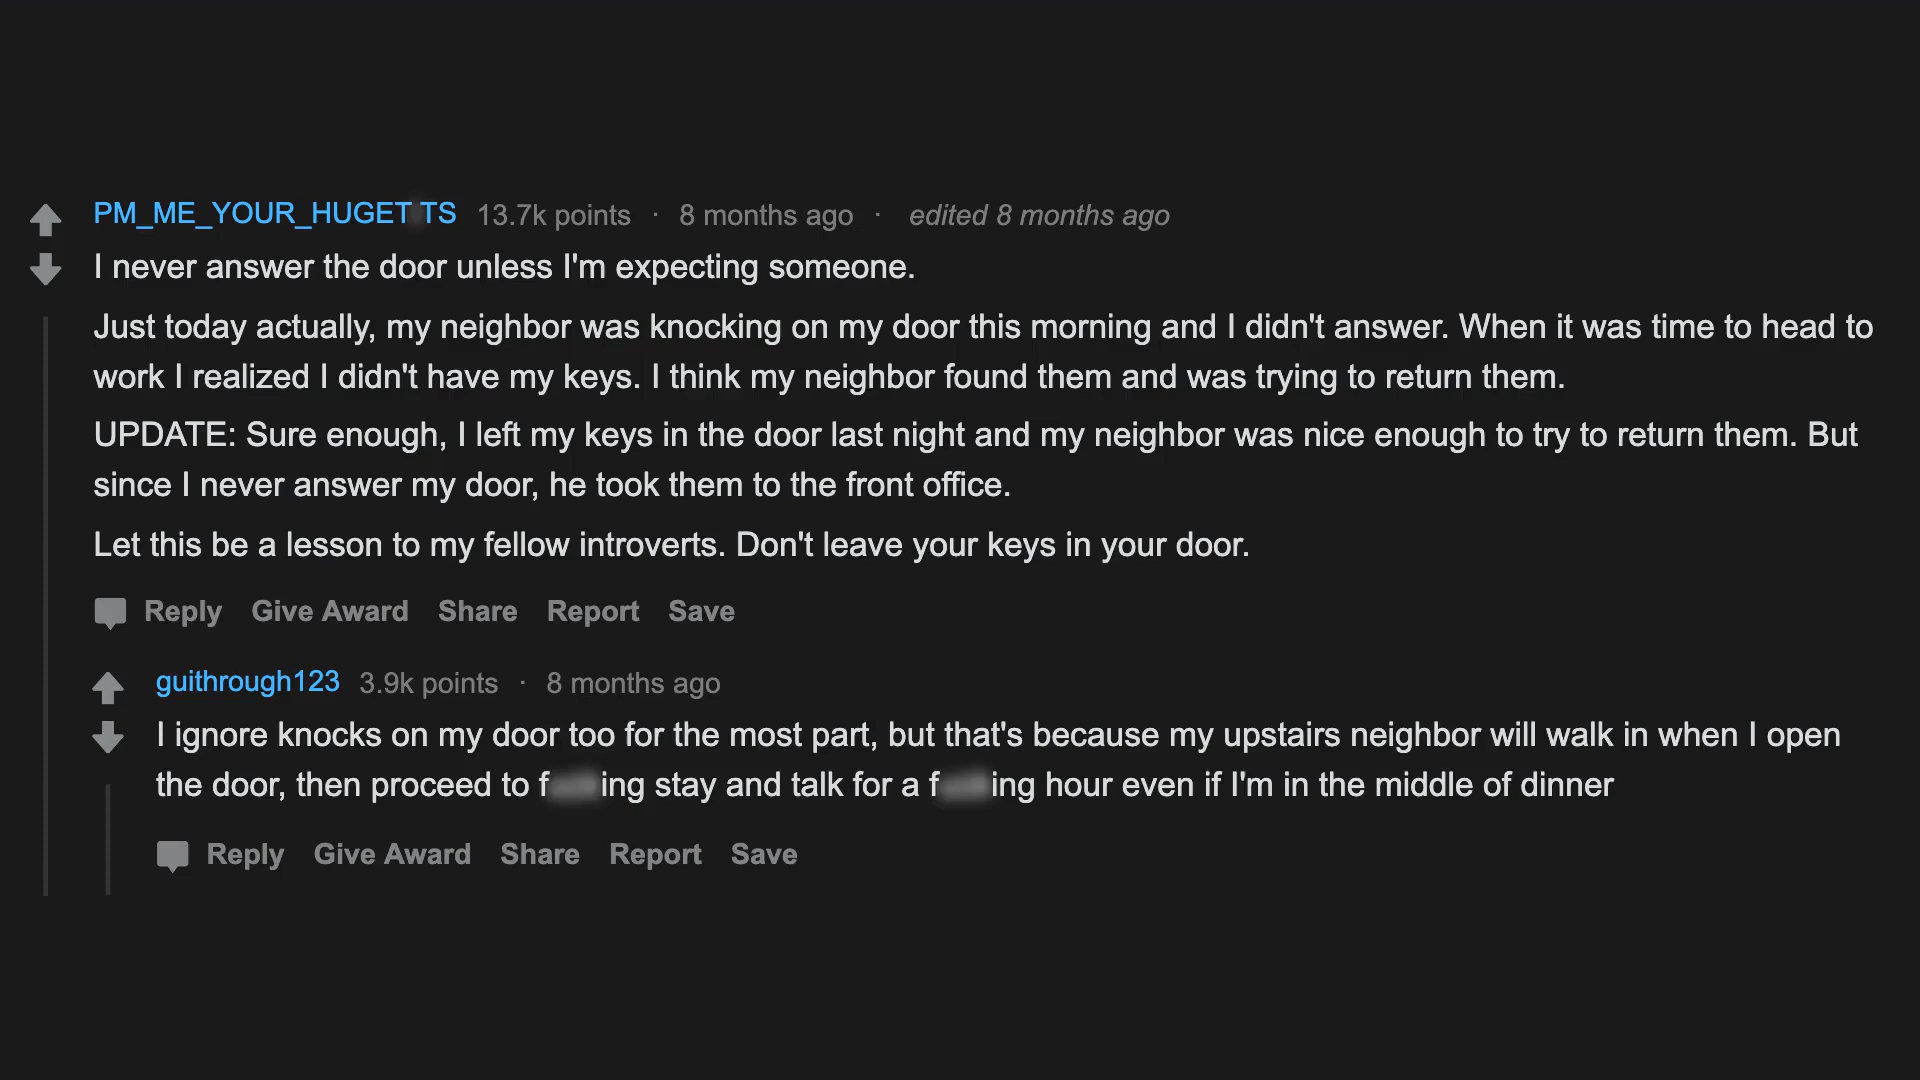 PM_ME_YOUR_HUGET TS 13.7k points · 8 months ago · edited 8 months ago
I never answer the door unless I'm expecting someone.
Just today actually, my neighbor was knocking on my door this morning and I didn't answer. When it was time to head to
work I realized I didn't have my keys. I think my neighbor found them and was trying to return them.
UPDATE: Sure enough, I left my keys in the door last night and my neighbor was nice enough to try to return them. But
since I never answer my door, he took them to the front office.
Let this be a lesson to my fellow introverts. Don't leave your keys in your door.
Reply Give Award Share Report Save
guithrough123 3.9k points · 8 months ago
I ignore knocks on my door too for the most part, but that's because my upstairs neighbor will walk in when I open
the door, then proceed to f ing stay and talk for a f ing hour even if I'm in the middle of dinner
Reply Give Award Share Report Save